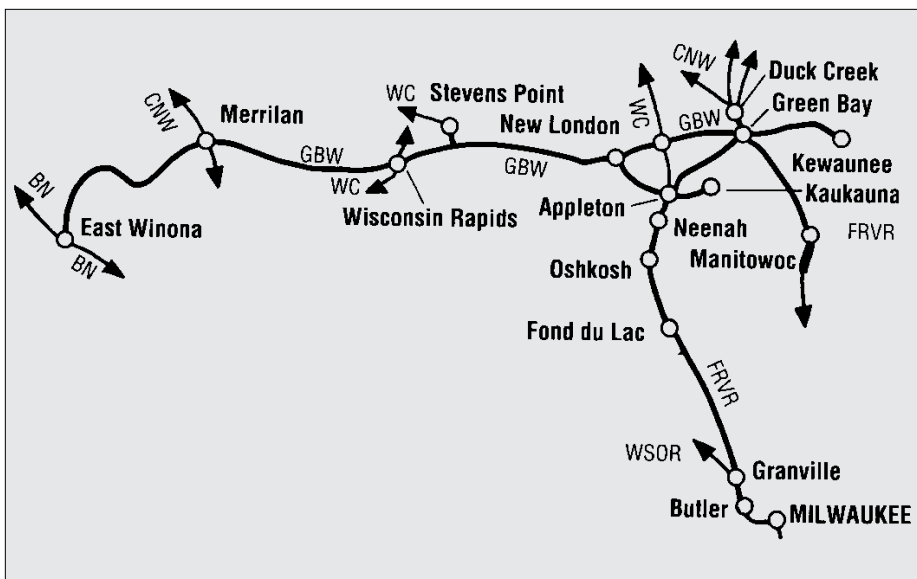 CNW
Duck Creek
WC
Stevens Point
Green Bay
CNW
Merrilan
New London
WC
GBW
GBW
GBW
Kewaunee
WC
Kaukauna
BN
Wisconsin Rapids
Appleton
East Winona
Neenah
FRVR
BN
Manitowoc
Oshkosh
Fond du Lac
FRVR
WSOR
Granville
Butler
MILWAUKEE